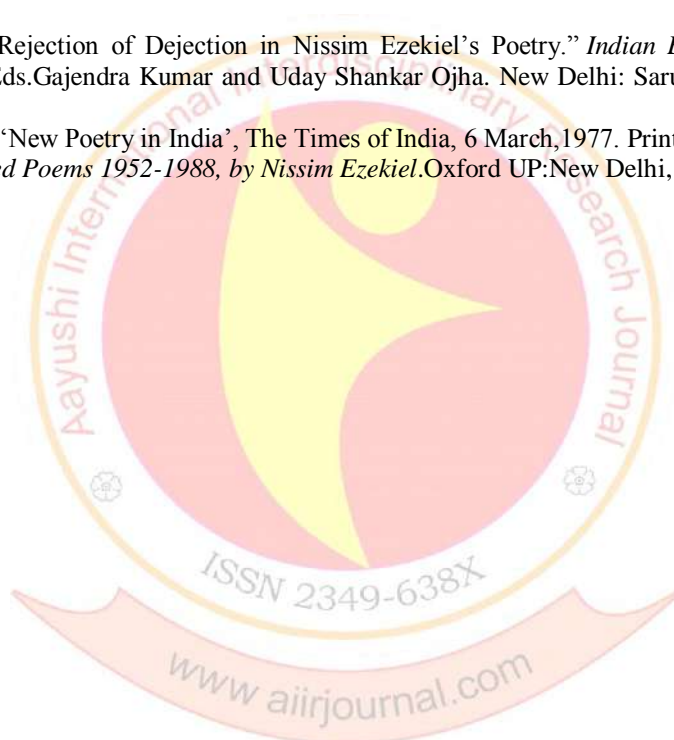 Rejection of Dejection in Nissim Ezekiel's Poetry.” Indian
Eds.Gajendra Kumar and Uday Shankar Ojha. New Delhi:
‘New Poetry in India’, The Times of India, 6 March,1977. Print
Poems 1952-1988, by Nissim Ezekiel.Oxford UP:New Delhi,
Aayushi International Interdisciplinary Research Journal
ISSN 2349-638X
www aiirjournal.com